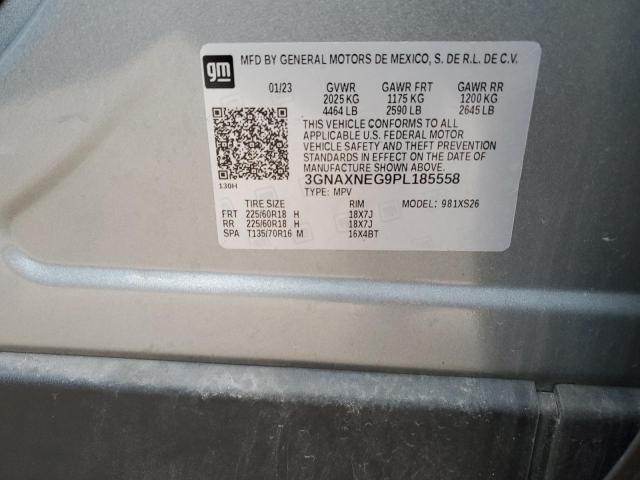 gm
MFD BY GENERAL MOTORS DE MEXICO, S. DE R.L. DE C.V.
01/23 GVWR GAWR FRT GAWR RR
2025 KG 1175 KG 1200 KG
4464 LB 2590 LB 2645 LB
THIS VEHICLE CONFORMS TO ALL
APPLICABLE U.S. FEDERAL MOTOR
VEHICLE SAFETY AND THEFT PREVENTION
STANDARDS IN EFFECT ON THE DATE OF
MANUFACTURE SHOWN ABOVE.
3GNAXNEG9PL185558
130H TYPE: MPV
TIRE SIZE RIM MODEL: 981XS26
FRT 225/60R18 H 18X7J
RR 225/60R18 H 18X7J
SPA T135/70R16 M 16X4BT